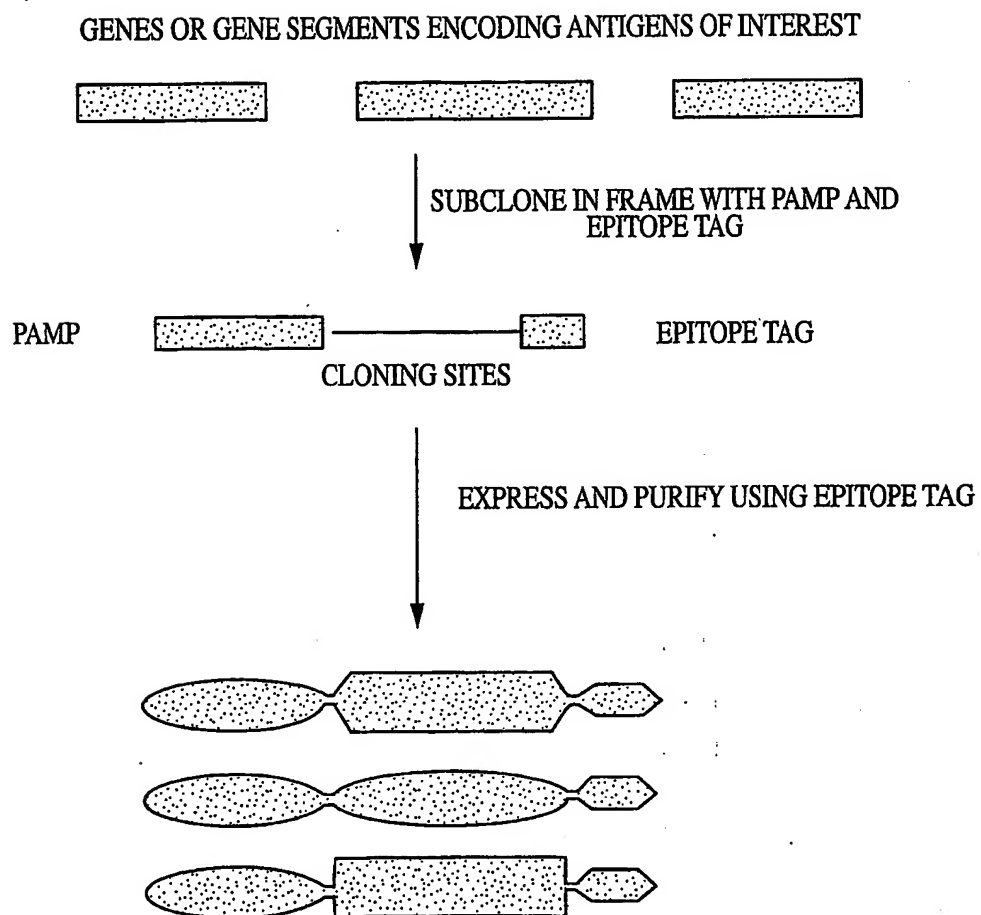 GENES OR GENE SEGMENTS ENCODING ANTIGENS OF INTEREST
SUBCLONE IN FRAME WITH PAMP AND
EPITOPE TAG
PAMP
EPITOPE TAG
CLONING SITES
EXPRESS AND PURIFY USING EPITOPE TAG